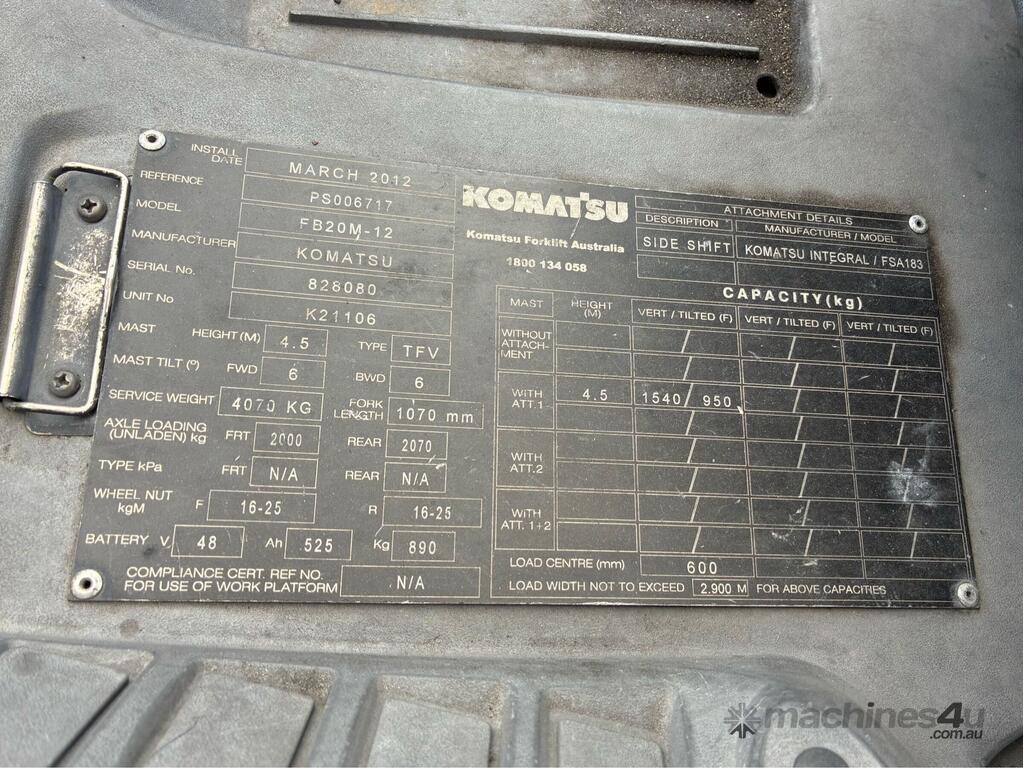 INSTALL DATE MARCH 2012
REFERENCE PS006717
MODEL FB20M-12
MANUFACTURER KOMATSU
SERIAL No. 828080
UNIT No K21106
MAST HEIGHT (M) 4.5 TYPE TFV
MAST TILT (º) FWD 6 BWD 6
SERVICE WEIGHT 4070 KG FORK LENGTH 1070 mm
AXLE LOADING (UNLADEN) kg FRT 2000 REAR 2070
TYPE kPa FRT N/A REAR N/A
WHEEL NUT kgM F 16-25 R 16-25
BATTERY V. 48 Ah 525 Kg 890
COMPLIANCE CERT. REF NO. FOR USE OF WORK PLATFORM N/A
KOMATSU
Komatsu Forklift Australia
1800 134 058
ATTACHMENT DETAILS
DESCRIPTION MANUFACTURER / MODEL
SIDE SHIFT KOMATSU INTEGRAL / FSA183
CAPACITY (kg)
MAST HEIGHT (M) VERT / TILTED (F) VERT / TILTED (F) VERT / TILTED (F)
WITHOUT ATTACH- MENT / / /
/ / /
WITH ATT.1 4.5 1540 / 950 / /
/ / /
WITH ATT.2 / / /
/ / /
WiTH ATT. 1+2 / / /
/ / /
LOAD CENTRE (mm) 600
LOAD WIDTH NOT TO EXCEED 2.900 M FOR ABOVE CAPACITIES
machines4u
.com.au